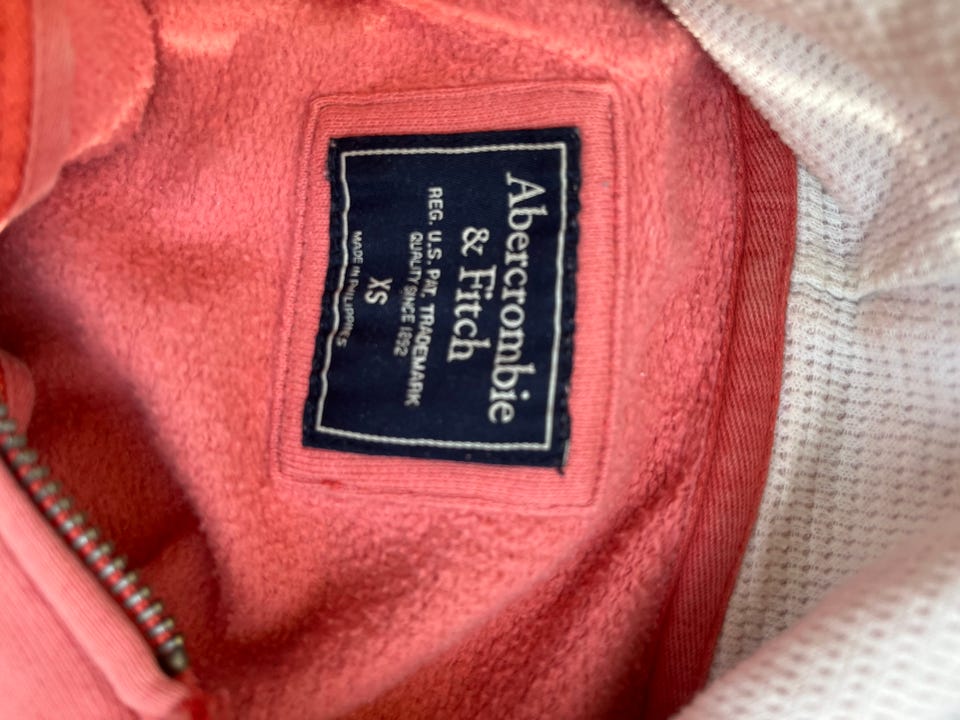 Abercrombie
& Fitch
REG. U.S. PAT. TRADEMARK
QUALITY SINCE 1892
XS
MADE IN PHILIPPINES